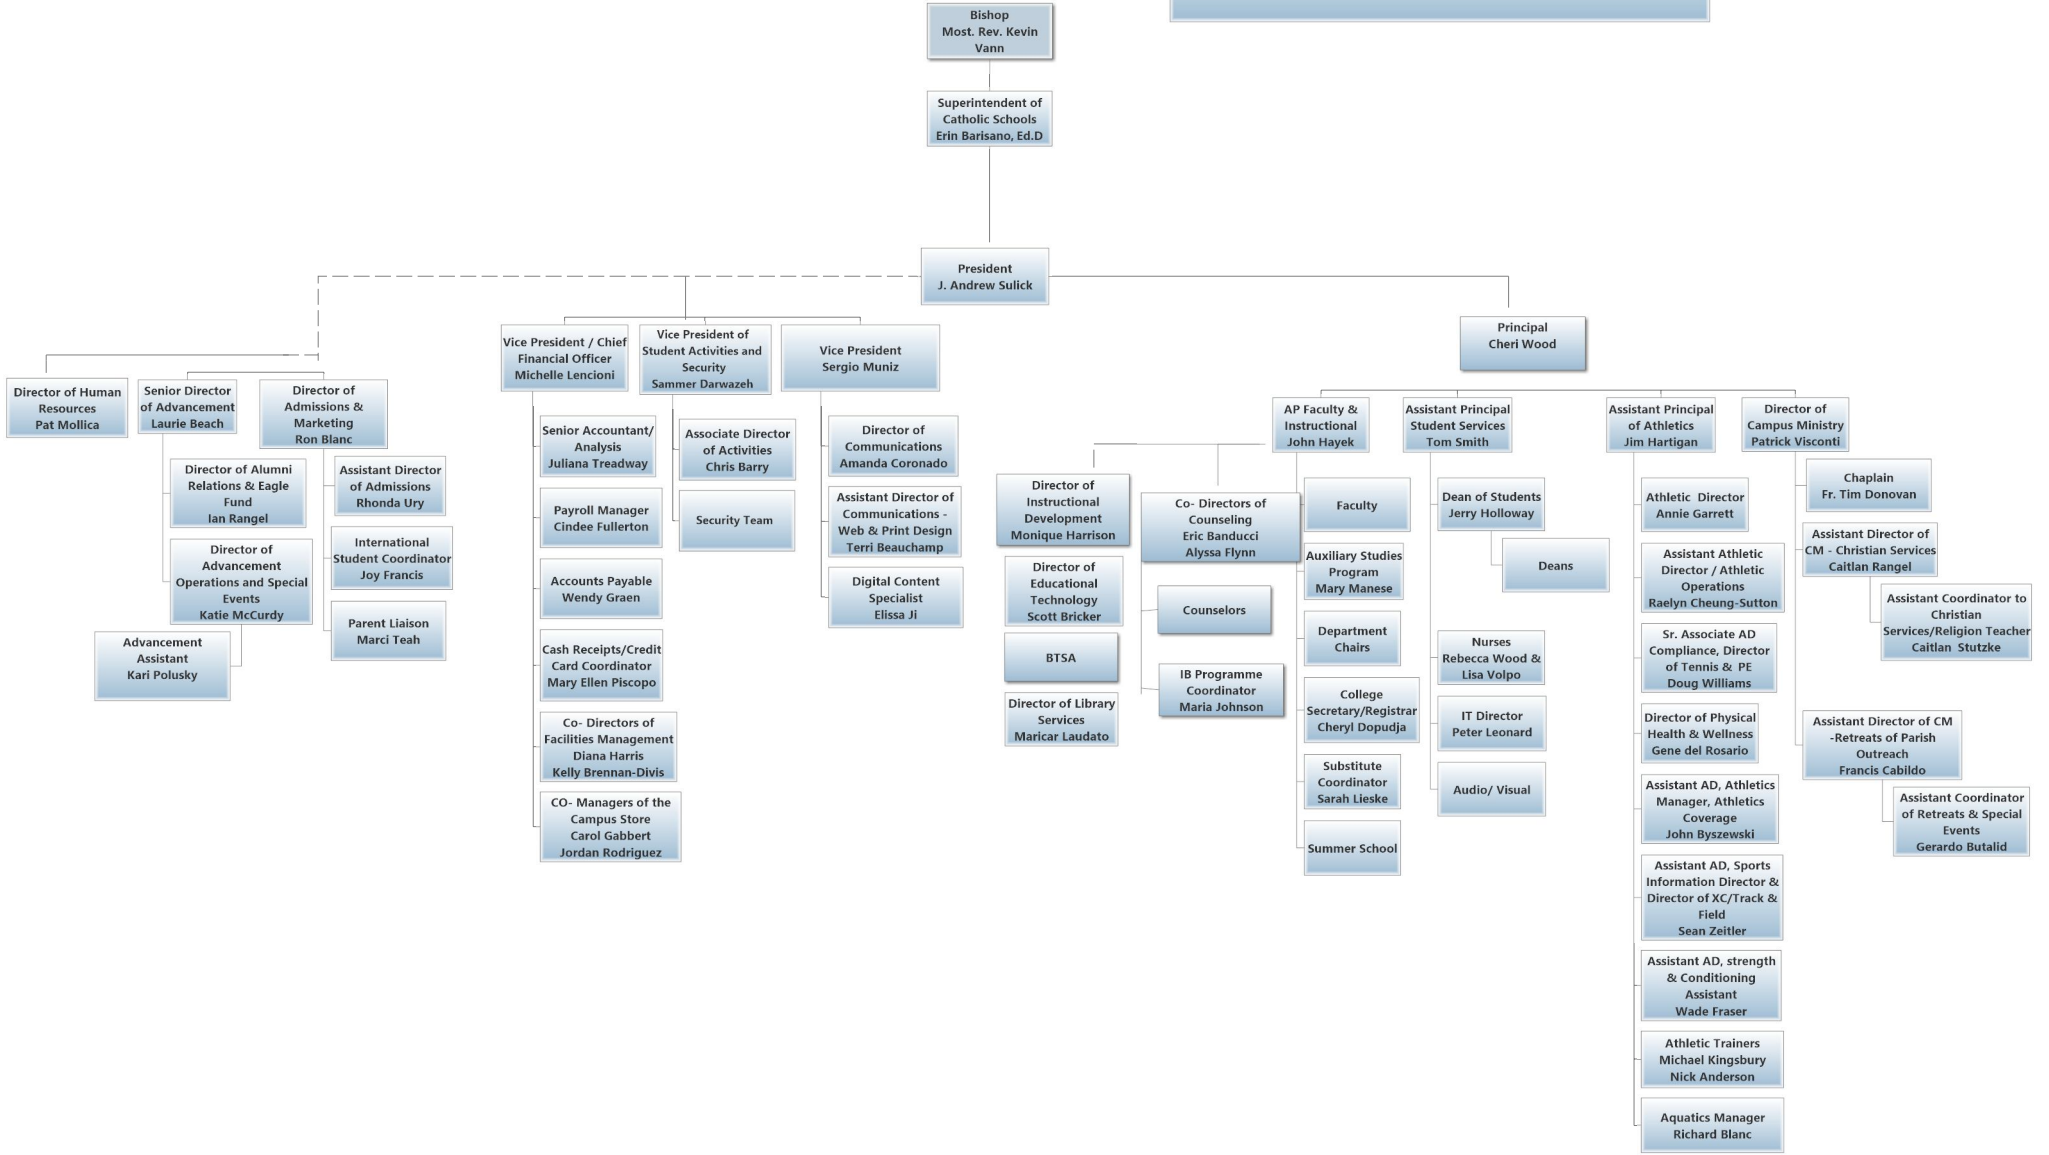 Bishop
Most. Rev. Kevin
Vann
Superintendent of
Catholic Schools
Erin Barisano, Ed.D
President
J. Andrew Sulick
Director of Human
Resources
Pat Mollica
Senior Director
of Advancement
Laurie Beach
Director of Alumni
Relations & Eagle
Fund
Ian Rangel
Director of
Advancement
Operations and Special
Events
Katie McCurdy
Advancement
Assistant
Kari Polusky
Director of
Admissions &
Marketing
Ron Blanc
Assistant Director
of Admissions
Rhonda Ury
International
Student Coordinator
Joy Francis
Parent Liaison
Marci Teah
Vice President / Chief
Financial Officer
Michelle Lencioni
Senior Accountant/
Analysis
Juliana Treadway
Payroll Manager
Cindee Fullerton
Accounts Payable
Wendy Graen
Cash Receipts/Credit
Card Coordinator
Mary Ellen Piscopo
Co- Directors of
Facilities Management
Diana Harris
Kelly Brennan-Divis
CO- Managers of the
Campus Store
Carol Gabbert
Jordan Rodriguez
Vice President of
Student Activities and
Security
Sammer Darwazeh
Associate Director
of Activities
Chris Barry
Security Team
Vice President
Sergio Muniz
Director of
Communications
Amanda Coronado
Assistant Director of
Communications -
Web & Print Design
Terri Beauchamp
Digital Content
Specialist
Elissa Ji
Principal
Cheri Wood
AP Faculty &
Instructional
John Hayek
Director of
Instructional
Development
Monique Harrison
Director of
Educational
Technology
Scott Bricker
BTSA
Director of Library
Services
Maricar Laudato
Co- Directors of
Counseling
Eric Banducci
Alyssa Flynn
Counselors
IB Programme
Coordinator
Maria Johnson
Faculty
Auxiliary Studies
Program
Mary Manese
Department
Chairs
College
Secretary/Registrar
Cheryl Dopudja
Substitute
Coordinator
Sarah Lieske
Summer School
Assistant Principal
Student Services
Tom Smith
Dean of Students
Jerry Holloway
Deans
Nurses
Rebecca Wood &
Lisa Volpo
IT Director
Peter Leonard
Audio/ Visual
Assistant Principal
of Athletics
Jim Hartigan
Athletic  Director
Annie Garrett
Assistant Athletic
Director / Athletic
Operations
Raelyn Cheung-Sutton
Sr. Associate AD
Compliance, Director
of Tennis &  PE
Doug Williams
Director of Physical
Health & Wellness
Gene del Rosario
Assistant AD, Athletics
Manager, Athletics
Coverage
John Byszewski
Assistant AD, Sports
Information Director &
Director of XC/Track &
Field
Sean Zeitler
Assistant AD, strength
& Conditioning
Assistant
Wade Fraser
Athletic Trainers
Michael Kingsbury
Nick Anderson
Aquatics Manager
Richard Blanc
Director of
Campus Ministry
Patrick Visconti
Chaplain
Fr. Tim Donovan
Assistant Director of
CM - Christian Services
Caitlan Rangel
Assistant Coordinator to
Christian
Services/Religion Teacher
Caitlan  Stutzke
Assistant Director of CM
-Retreats of Parish
Outreach
Francis Cabildo
Assistant Coordinator
of Retreats & Special
Events
Gerardo Butalid